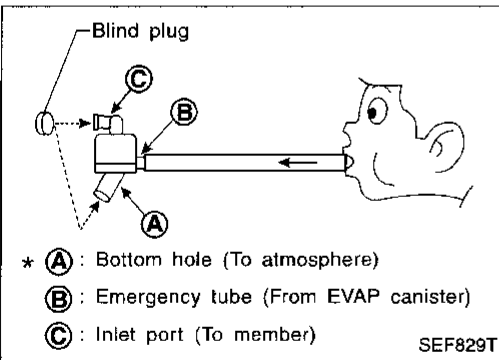 Blind plug
C
B
A
* A : Bottom hole (To atmosphere)
B : Emergency tube (From EVAP canister)
C : Inlet port (To member)
SEF829T